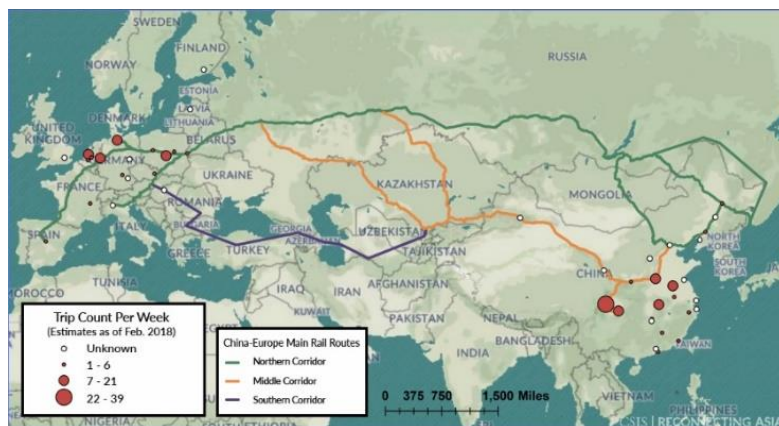 SWEDEN
FINLAND
NORWAY
RUSSIA
ESTONIA
LATVIA
LITHUANIA
DENMARK
UNITED
KINGDOM
BELARUS
GERMANY
UKRAINE
FRANCE
KAZAKHSTAN
MONGOLIA
ROMANIA
ITALY
BULGARIA
GEORGIA
UZBEKISTAN
NORTH
KOREA
SPAIN
GREECE
TURKEY
AZERBAIJAN
TAJIKISTAN
SOUTH
KOREA
TUNISIA
CHINA
MOROCCO
IRAQ
IRAN
AFGHANISTAN
KUWAIT
PAKISTAN
NEPAL
BANGLADESH
TAIWAN
INDIA
VIETNAM
PHILIPPINES
NIGERIA
Trip Count Per Week
(Estimates as of Feb. 2018)
Unknown
1 - 6
7 - 21
22 - 39
China-Europe Main Rail Routes
Northern Corridor
Middle Corridor
Southern Corridor
0 375 750 1,500 Miles
CSIS | RECONNECTING ASIA